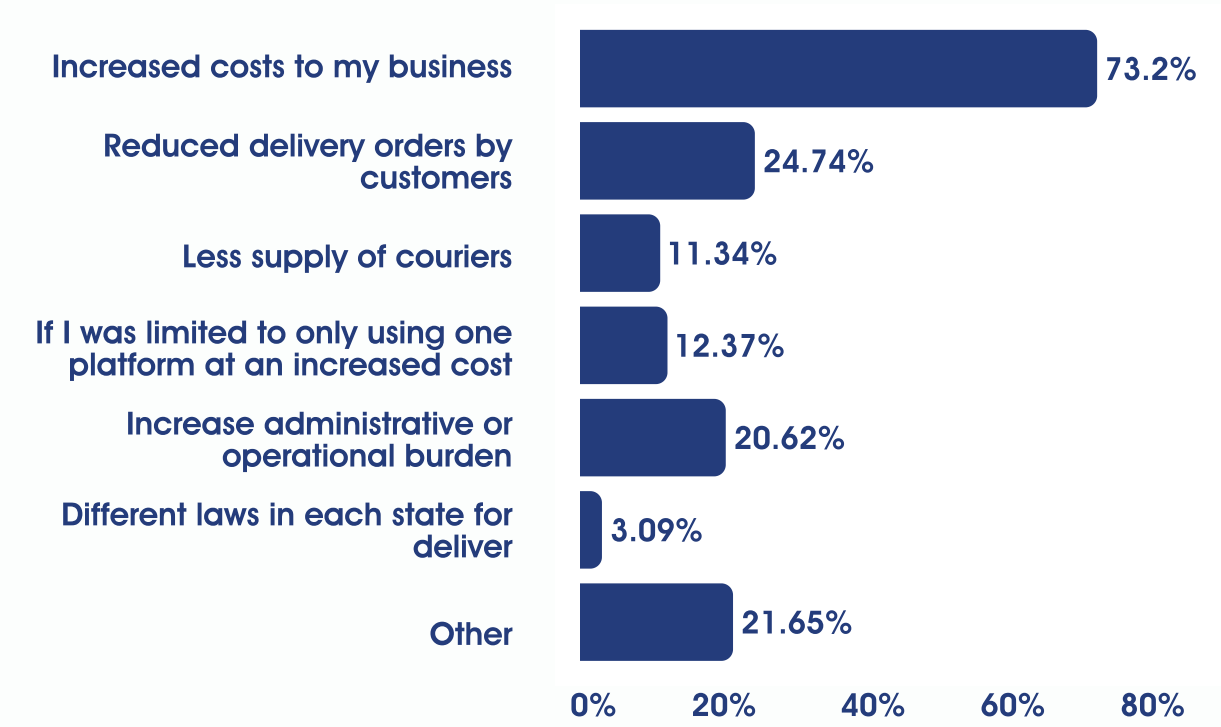 Increased costs to my business
73.2%
Reduced delivery orders by
customers
24.74%
Less supply of couriers
11.34%
If I was limited to only using one
platform at an increased cost
12.37%
Increase administrative or
operational burden
20.62%
Different laws in each state for
deliver
3.09%
Other
21.65%
0% 20% 40% 60% 80%